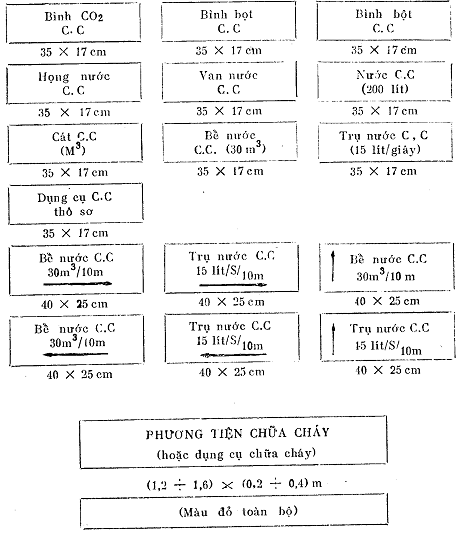 Bình CO2
C.C
35 × 17 cm
Bình bọt
C.C
35 × 17 cm
Bình bột
C.C
35 × 17 cm
Họng nước
C.C
35 × 17 cm
Van nước
C.C
35 × 17 cm
Nước C.C
(200 lít)
35 × 17 cm
Cát C.C
(M³)
35 × 17 cm
Bề nước
C.C. (30 m³)
35 × 17 cm
Trụ nước C.C
(15 lít/giây)
35 × 17 cm
Dụng cụ C.C
thô sơ
35 × 17 cm
Bề nước C.C
30m³/10m
40 × 25 cm
Trụ nước C.C
15 lít/S/10m
40 × 25 cm
Bề nước C.C
30m³/10 m
40 × 25 cm
Bề nước C.C
30m³/10m
40 × 25 cm
Trụ nước C.C
15 lít/S/10m
40 × 25 cm
Trụ nước C.C
15 lít/S/10m
40 × 25 cm
PHƯƠNG TIỆN CHỮA CHÁY
(hoặc dụng cụ chữa cháy)
(1,2 ÷ 1,6) × (0,2 ÷ 0,4) m
(Màu đỏ toàn bộ)